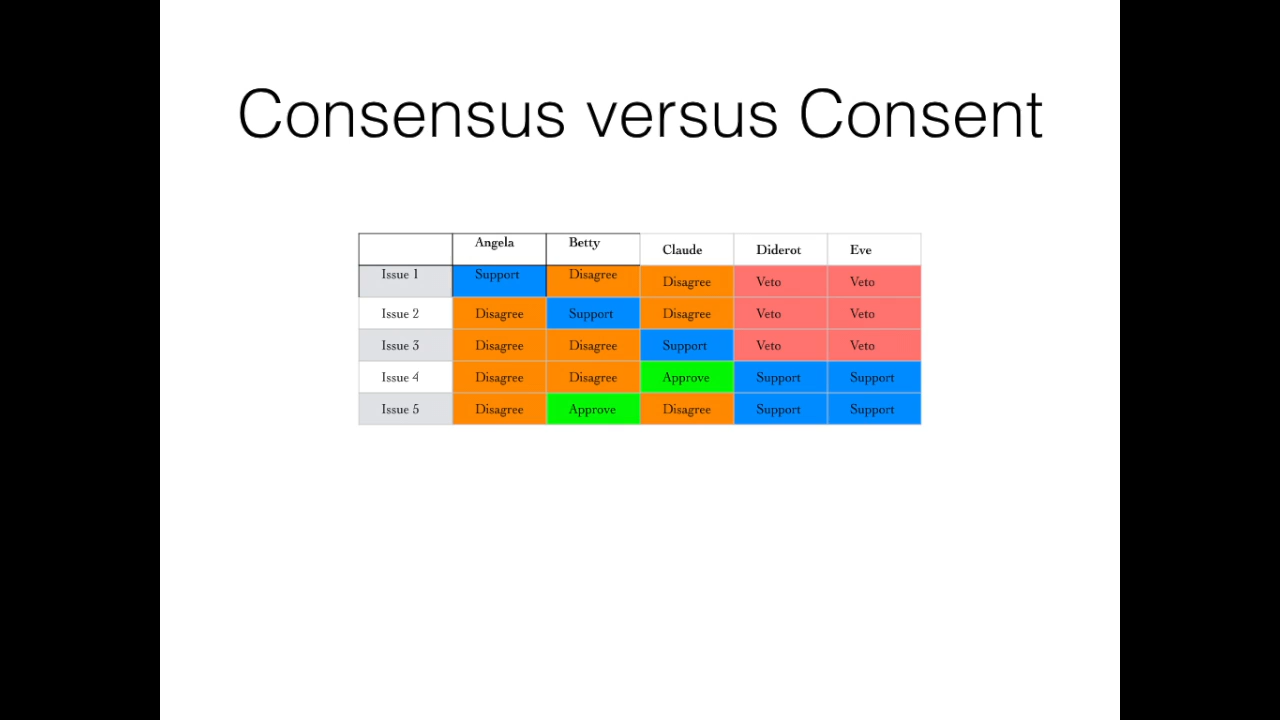 Consensus versus Consent
Angela Betty Claude Diderot Eve
Issue 1 Support Disagree Disagree Veto Veto
Issue 2 Disagree Support Disagree Veto Veto
Issue 3 Disagree Disagree Support Veto Veto
Issue 4 Disagree Disagree Approve Support Support
Issue 5 Disagree Approve Disagree Support Support